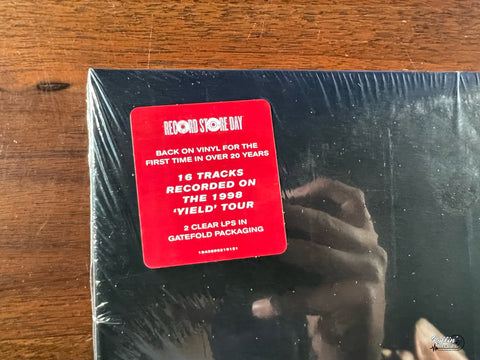 RECORD STORE DAY
BACK ON VINYL FOR THE
FIRST TIME IN OVER 20 YEARS
16 TRACKS
RECORDED ON
THE 1998
'YIELD' TOUR
2 CLEAR LPS IN
GATEFOLD PACKAGING